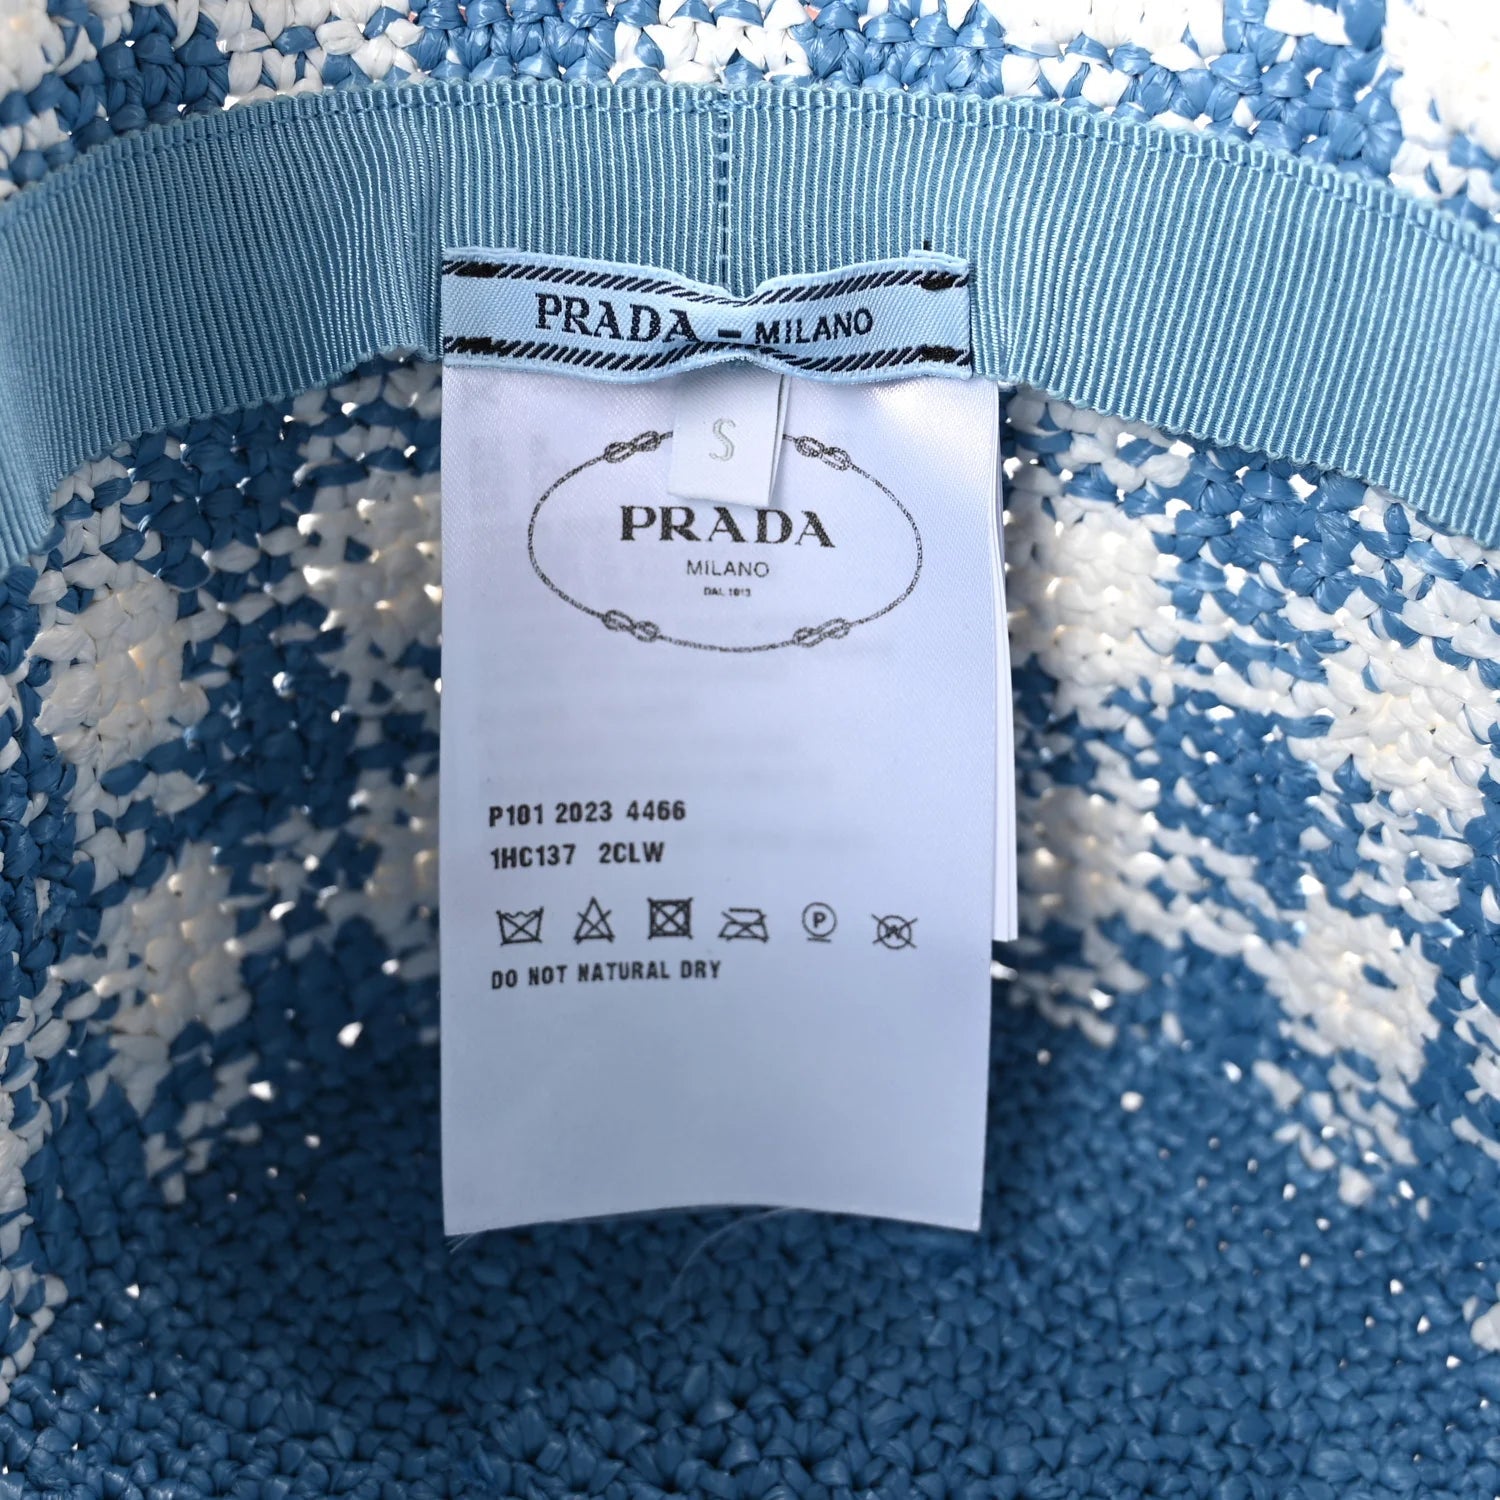 PRADA – MILANO
S
PRADA
MILANO
DAL 1913
P101 2023 4466
1HC137 2CLW
P
W
DO NOT NATURAL DRY